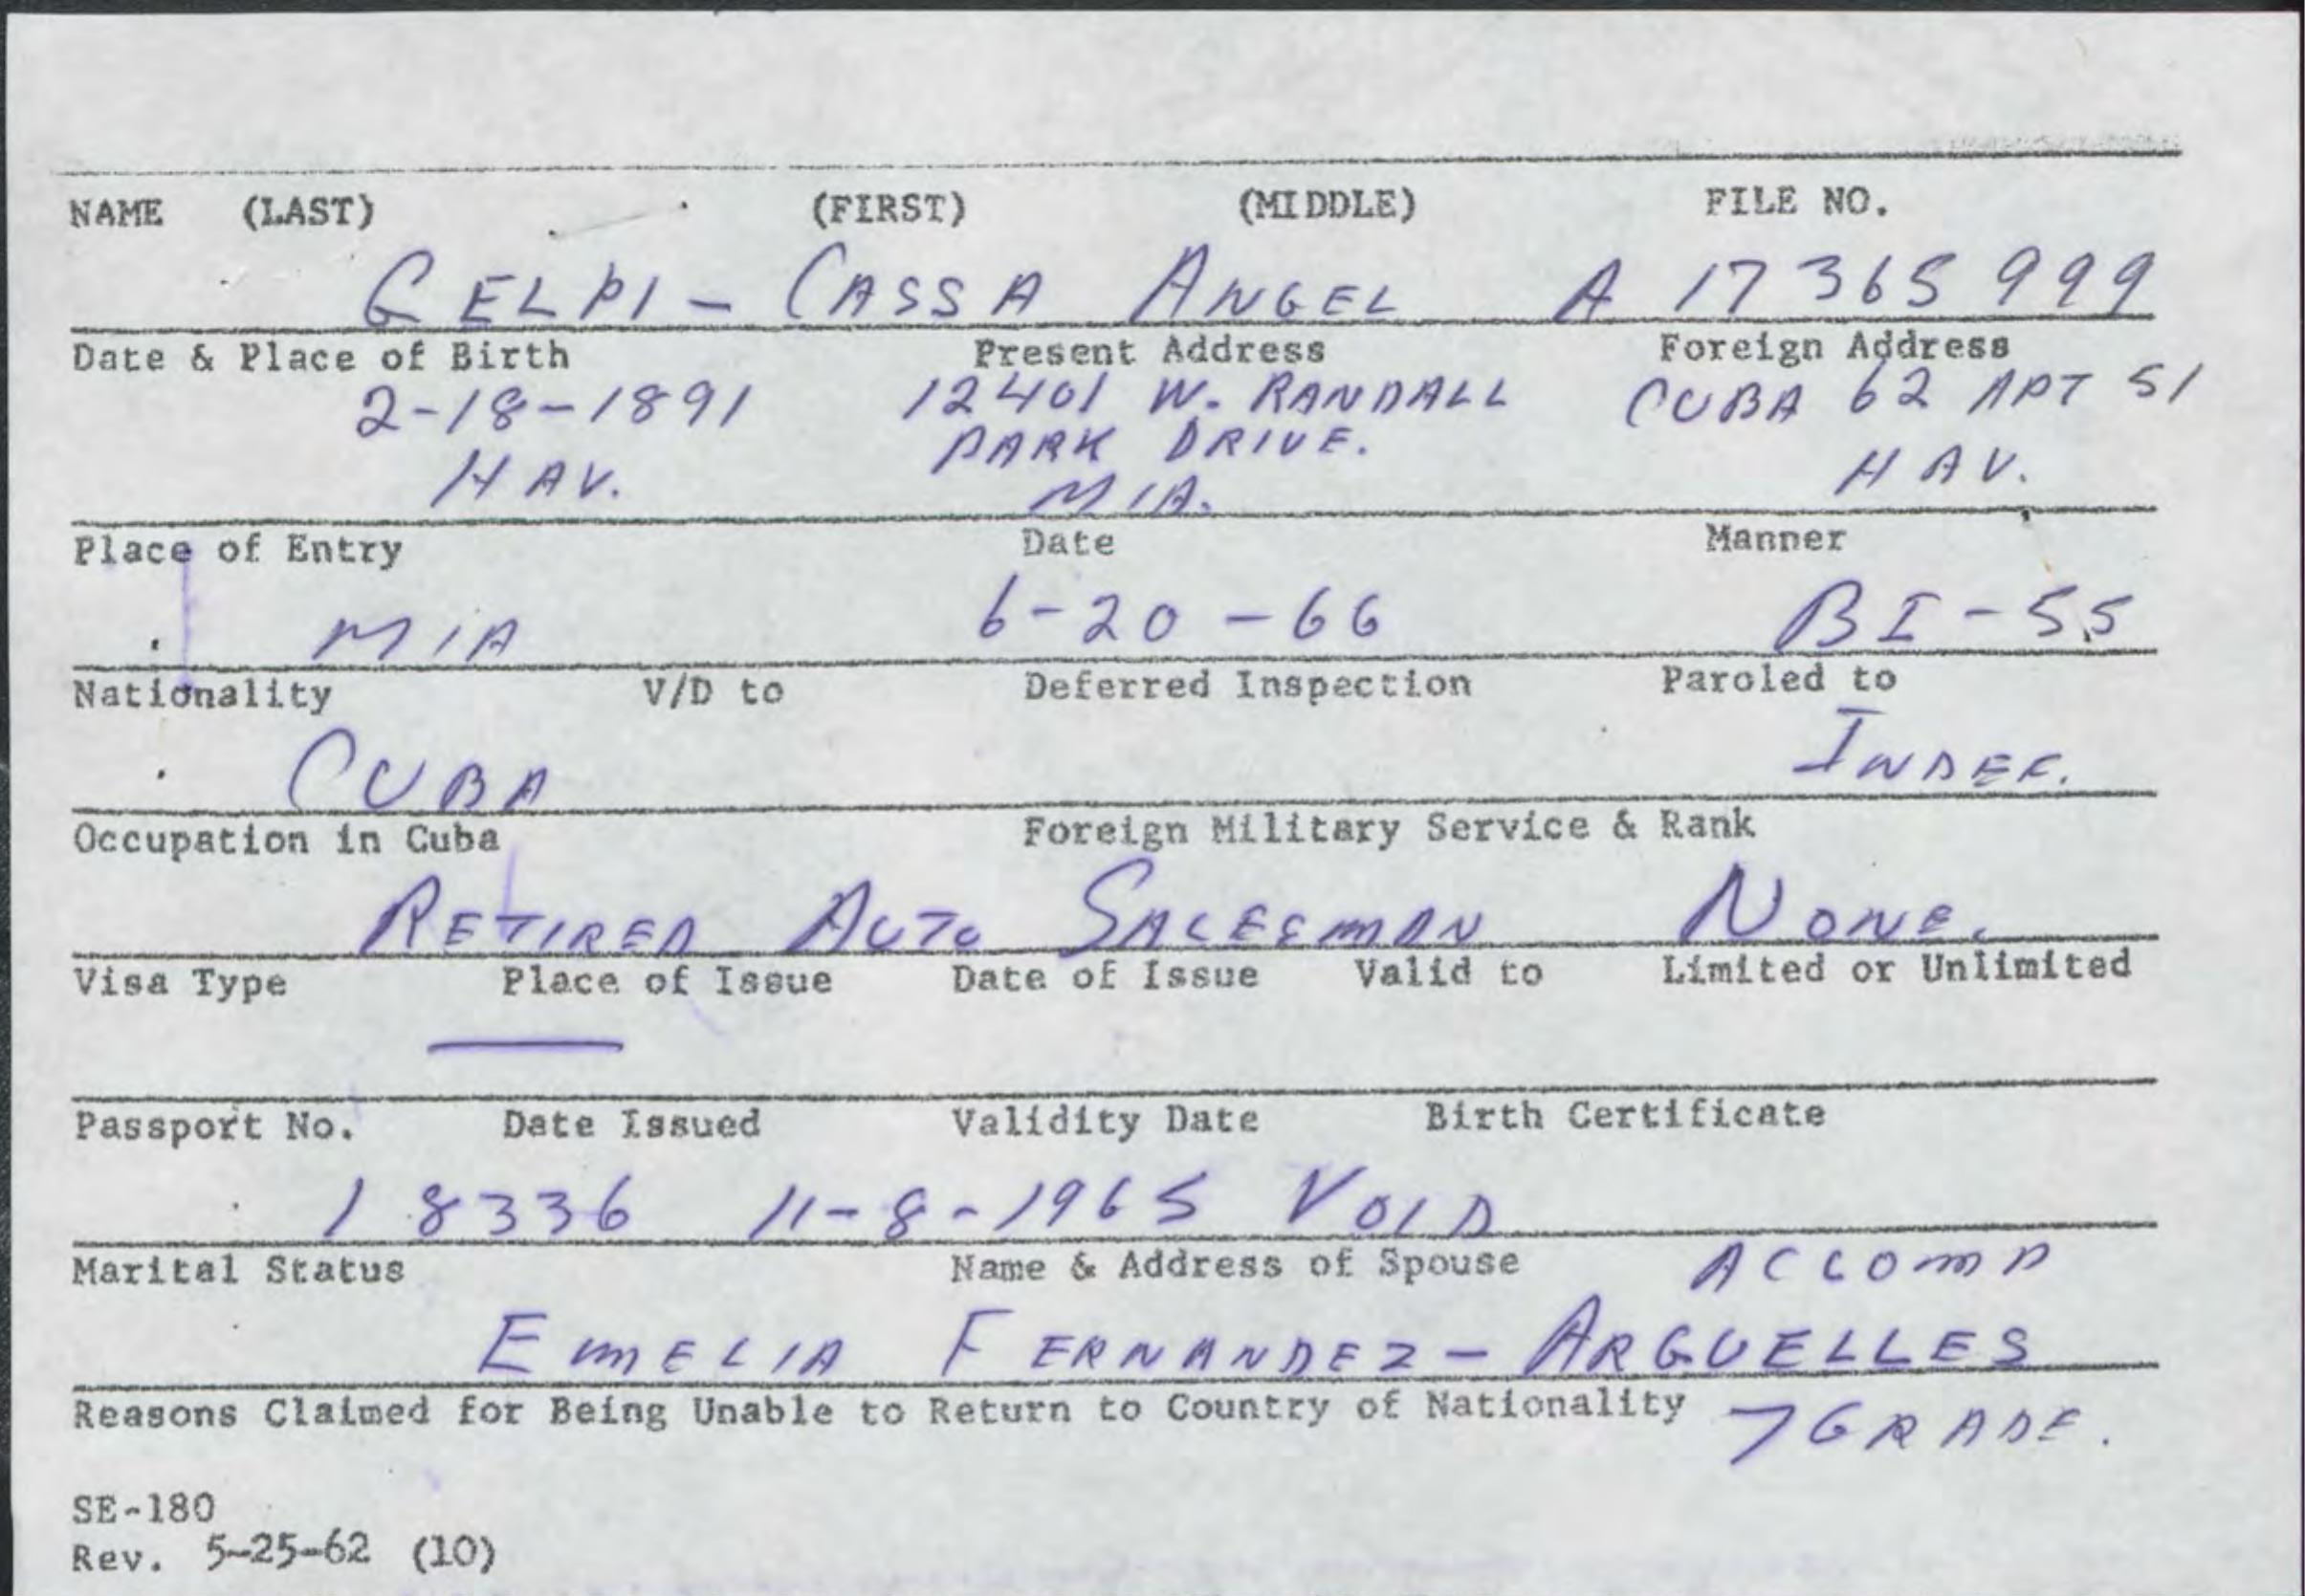 NAME (LAST) (FIRST) (MIDDLE) FILE NO.
GELPI - CASSA ANGEL A 17365999
Date & Place of Birth Present Address Foreign Address
2-18-1891 12401 W. RANDALL CUBA 62 APT 51
PARK DRIVE.
HAV. MIA. HAV.
Place of Entry Date Manner
MIA 6-20-66 BI-55
Nationality V/D to Deferred Inspection Paroled to
CUBA INDEF.
Occupation in Cuba Foreign Military Service & Rank
RETIRED AUTO SALESMAN NONE.
Visa Type Place of Issue Date of Issue Valid to Limited or Unlimited
Passport No. Date Issued Validity Date Birth Certificate
18336 11-8-1965 VOID
Marital Status Name & Address of Spouse ACCOMP
EMELIA FERNANDEZ - ARGUELLES
Reasons Claimed for Being Unable to Return to Country of Nationality 7 GRADE.
SE-180
Rev. 5-25-62 (10)